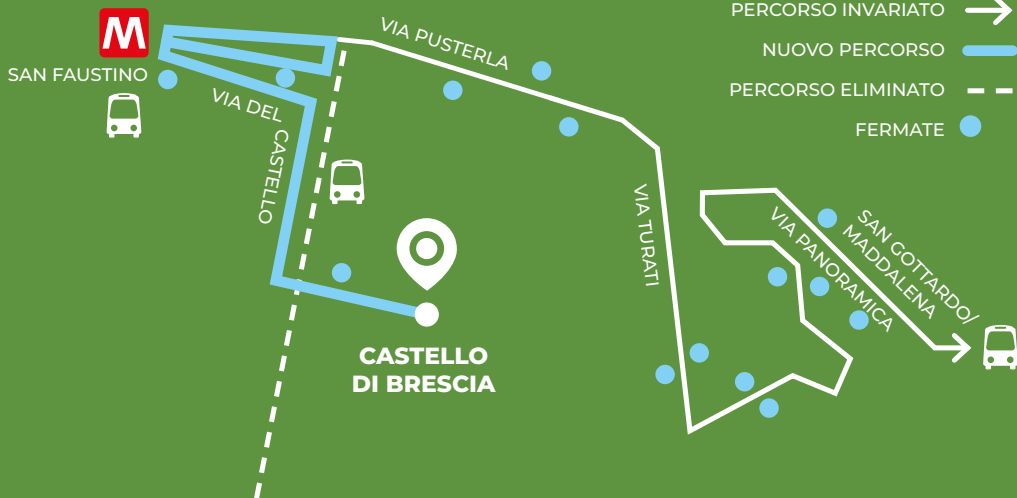 M
SAN FAUSTINO
VIA DEL
CASTELLO
VIA PUSTERLA
PERCORSO INVARIATO
NUOVO PERCORSO
PERCORSO ELIMINATO
FERMATE
VIA TURATI
VIA PANORAMICA
SAN GOTTARDO/
MADDALENA
CASTELLO
DI BRESCIA